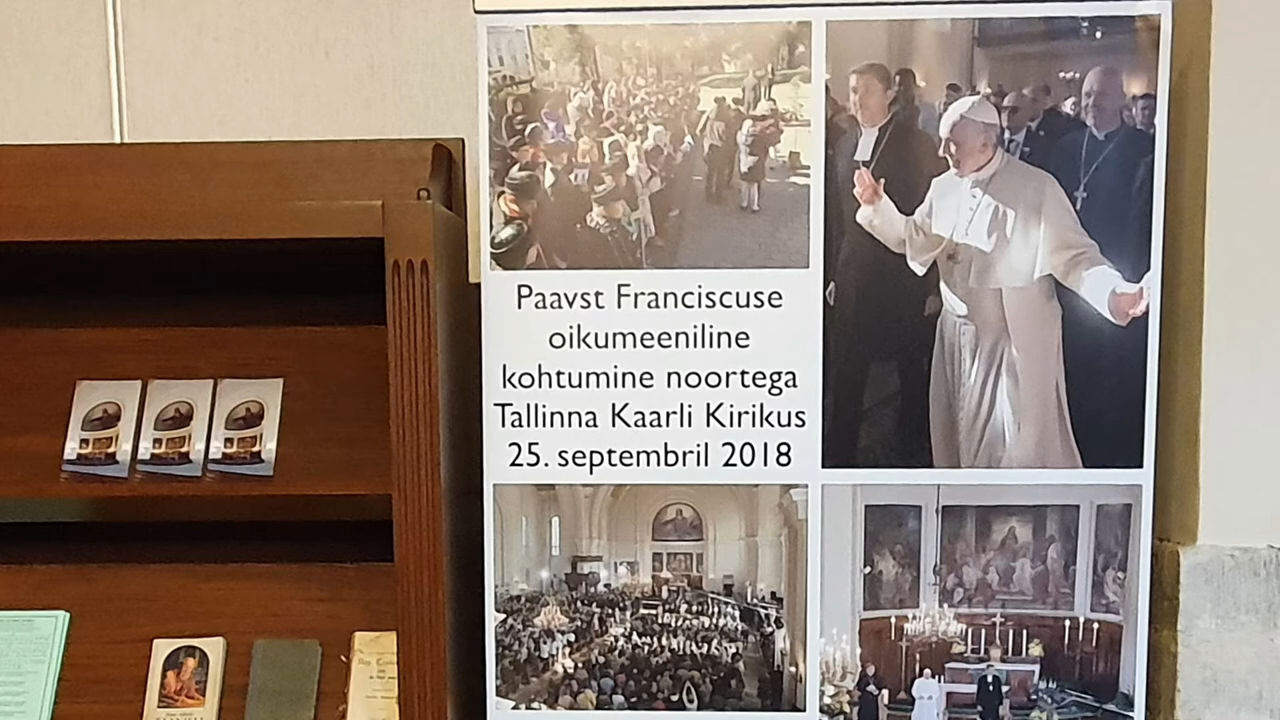 Paavst Franciscuse
oikumeeniline
kohtumine noortega
Tallinna Kaarli Kirikus
25. septembril 2018